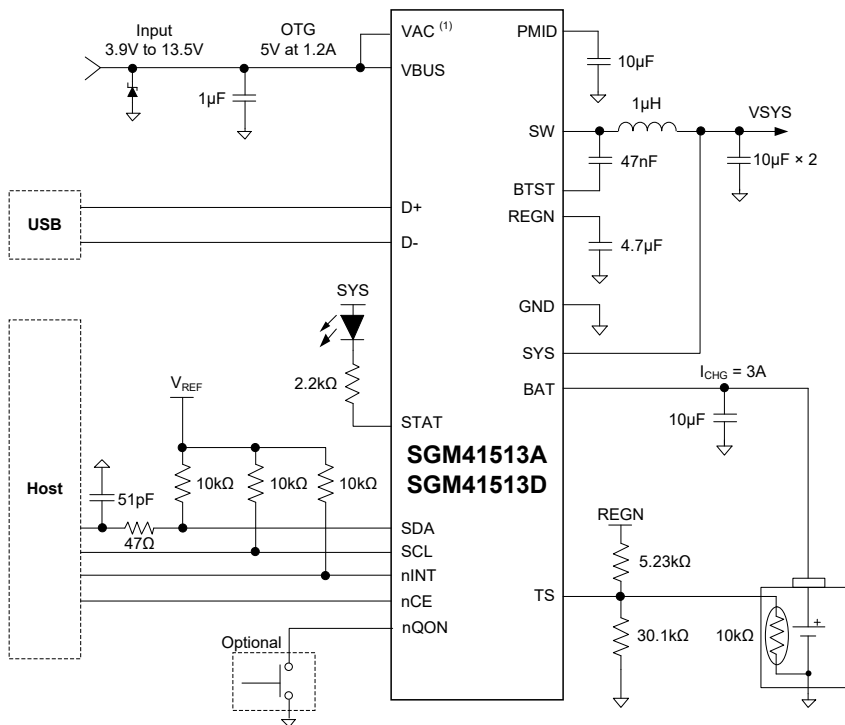 Input
3.9V to 13.5V
OTG
5V at 1.2A
1µF
VAC (1)
VBUS
PMID
10µF
1µH
VSYS
SW
47nF
10µF × 2
BTST
REGN
4.7µF
USB
D+
D-
GND
SYS
SYS
BAT
ICHG = 3A
10µF
2.2kΩ
STAT
VREF
SGM41513A
SGM41513D
10kΩ
10kΩ
10kΩ
51pF
Host
47Ω
SDA
SCL
nINT
nCE
nQON
Optional
REGN
5.23kΩ
TS
30.1kΩ
10kΩ
+